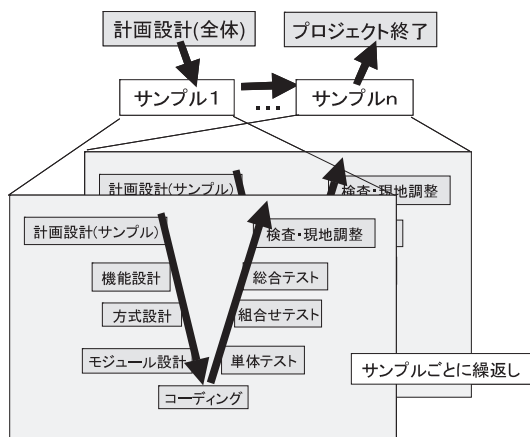 計画設計(全体)
プロジェクト終了
サンプル1
...
サンプルn
計画設計(サンプル)
検査・現地調整
計画設計(サンプル)
検査・現地調整
機能設計
総合テスト
方式設計
組合せテスト
モジュール設計
単体テスト
サンプルごとに繰返し
コーディング